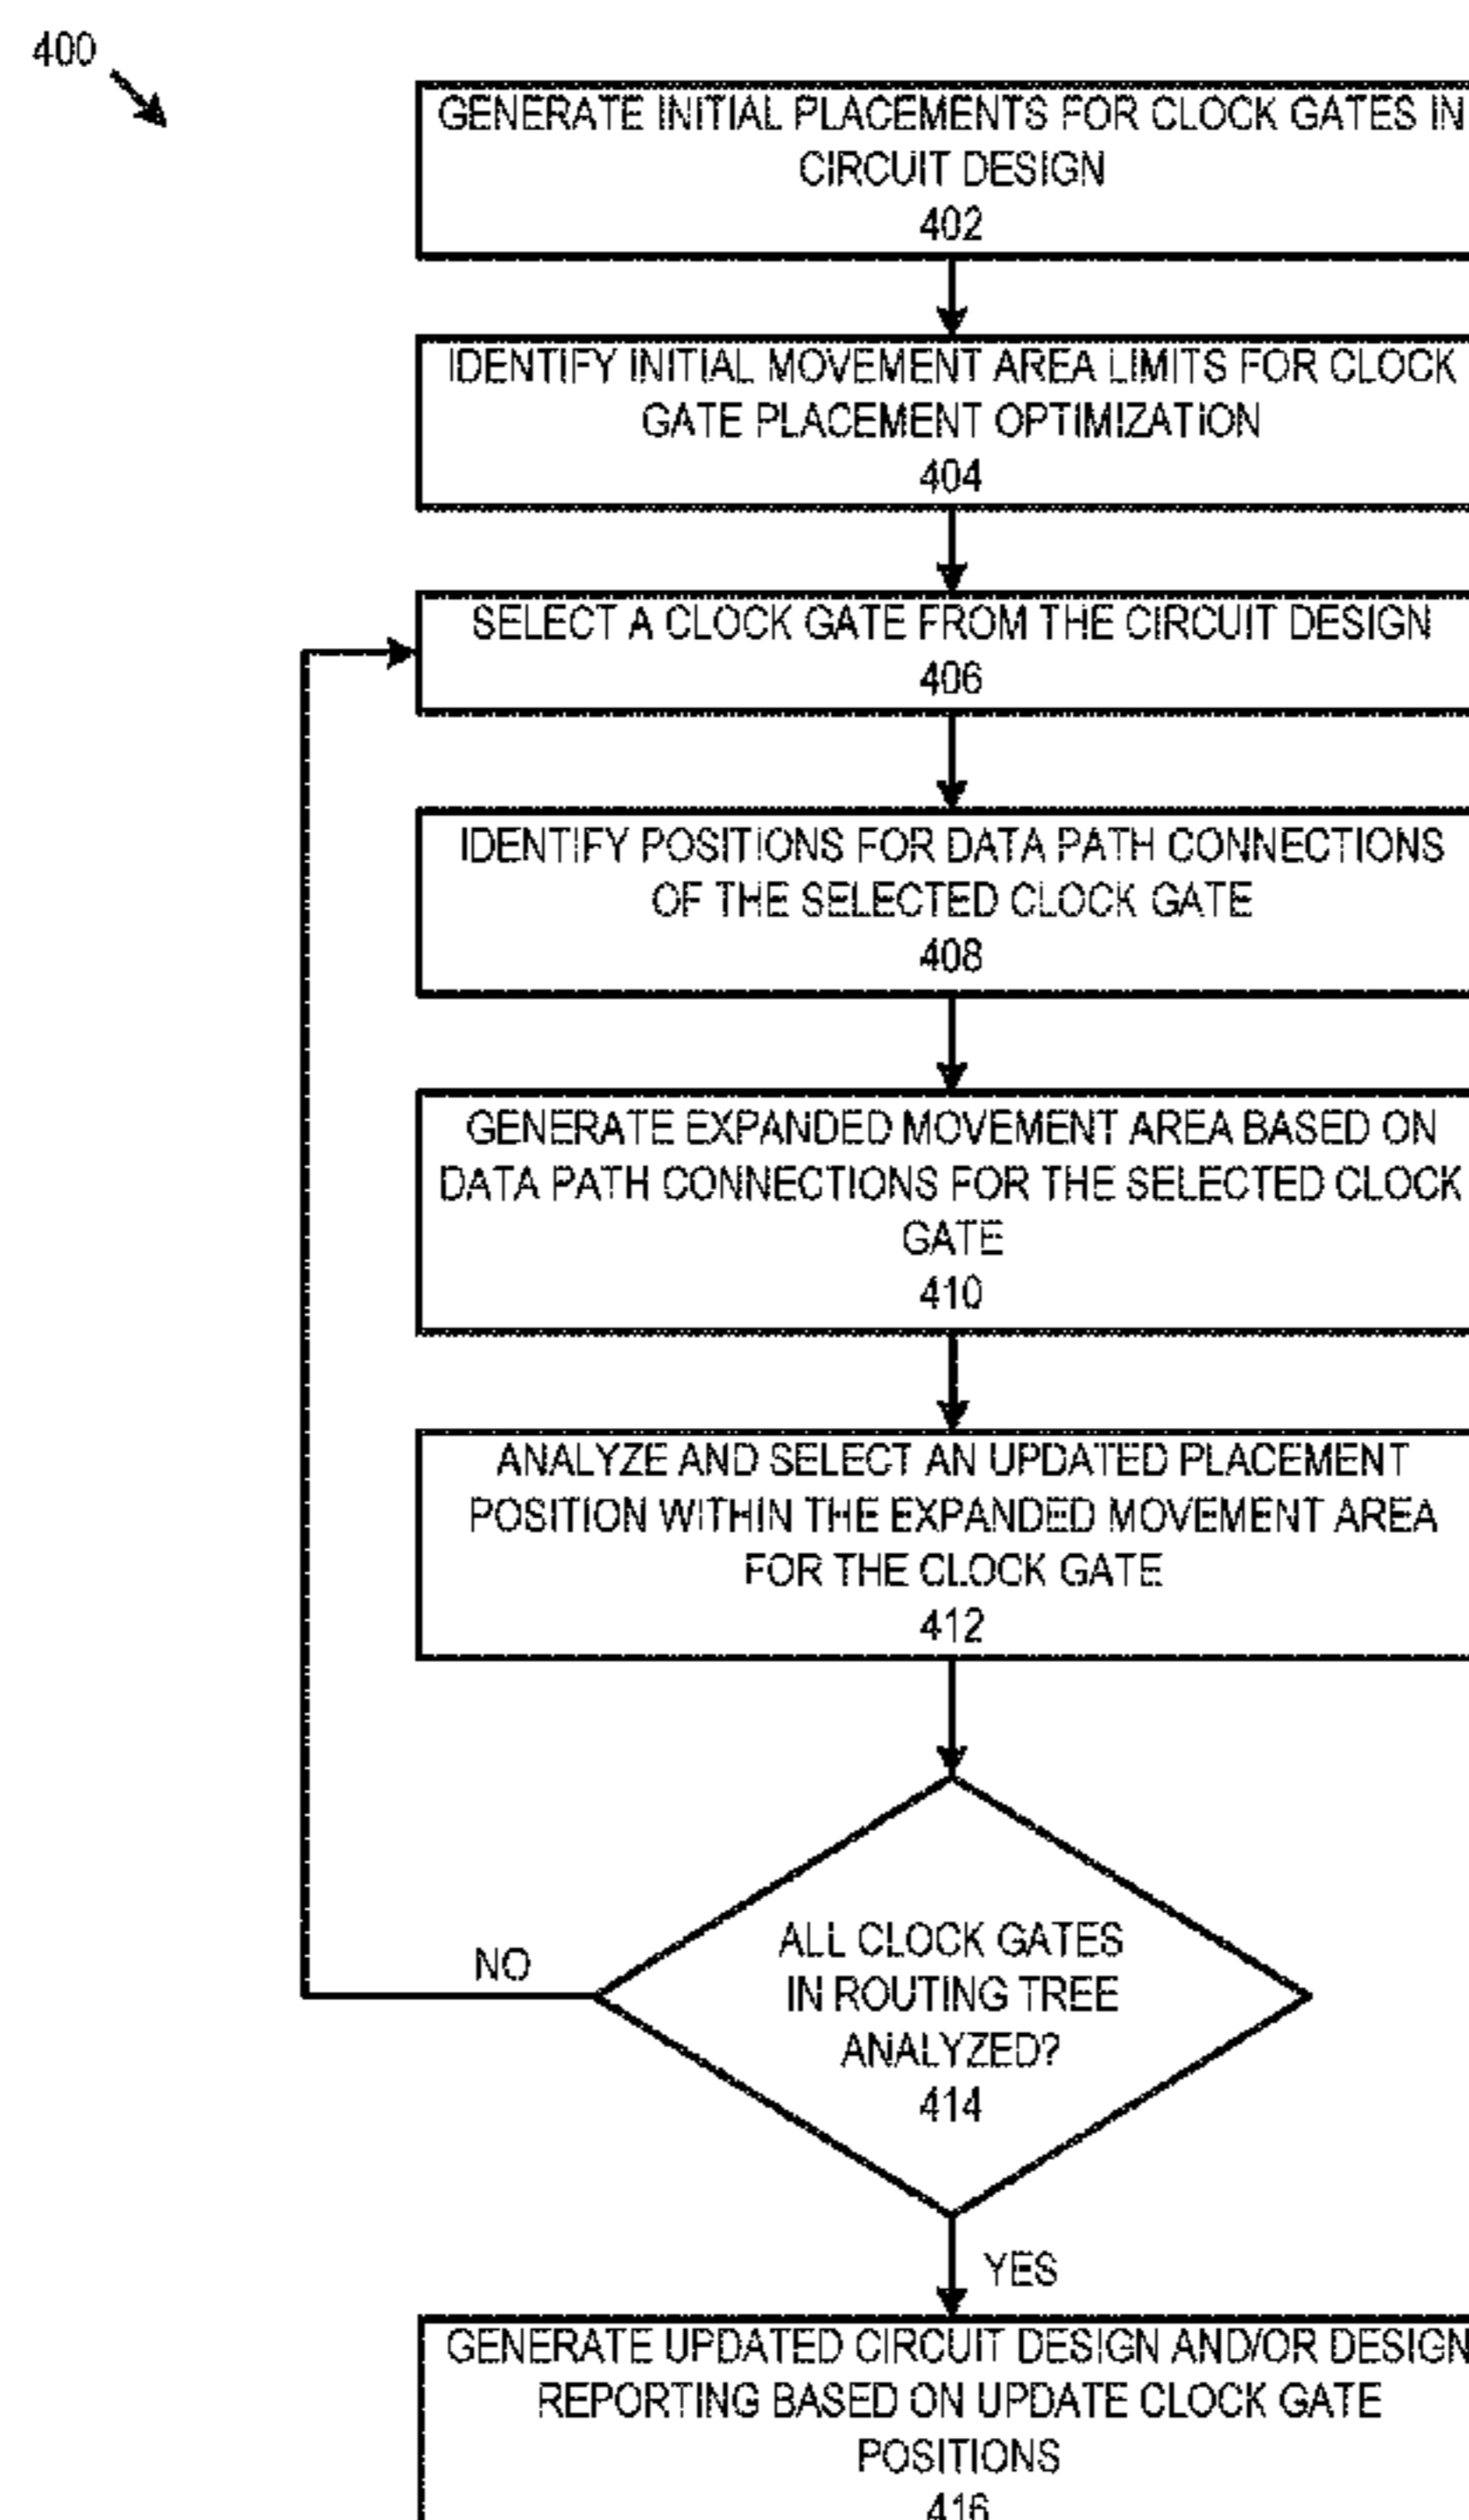 400
GENERATE INITIAL PLACEMENTS FOR CLOCK GATES IN
CIRCUIT DESIGN
402
IDENTIFY INITIAL MOVEMENT AREA LIMITS FOR CLOCK
GATE PLACEMENT OPTIMIZATION
404
SELECT A CLOCK GATE FROM THE CIRCUIT DESIGN
406
IDENTIFY POSITIONS FOR DATA PATH CONNECTIONS
OF THE SELECTED CLOCK GATE
408
GENERATE EXPANDED MOVEMENT AREA BASED ON
DATA PATH CONNECTIONS FOR THE SELECTED CLOCK
GATE
410
ANALYZE AND SELECT AN UPDATED PLACEMENT
POSITION WITHIN THE EXPANDED MOVEMENT AREA
FOR THE CLOCK GATE
412
ALL CLOCK GATES
IN ROUTING TREE
ANALYZED?
414
NO
YES
GENERATE UPDATED CIRCUIT DESIGN AND/OR DESIGN
REPORTING BASED ON UPDATE CLOCK GATE
POSITIONS
416